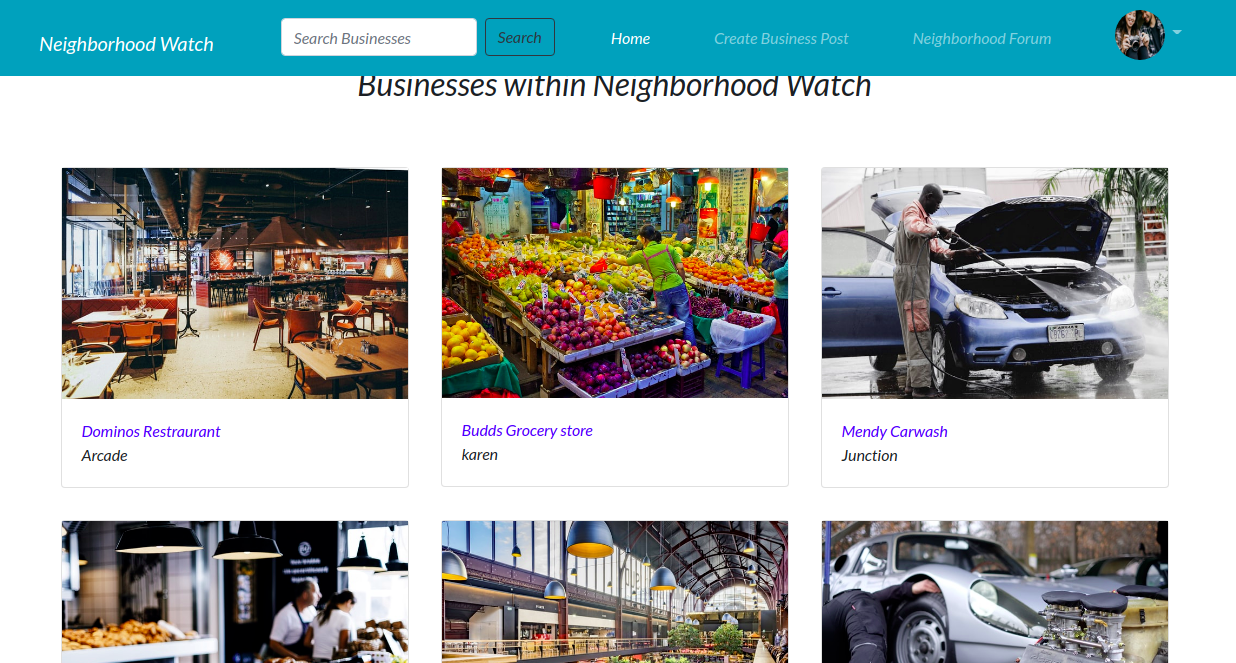 Neighborhood Watch
Search Businesses
Search
Home
Create Business Post
Neighborhood Forum
Businesses within Neighborhood Watch
Dominos Restraurant
Arcade
Budds Grocery store
karen
Mendy Carwash
Junction